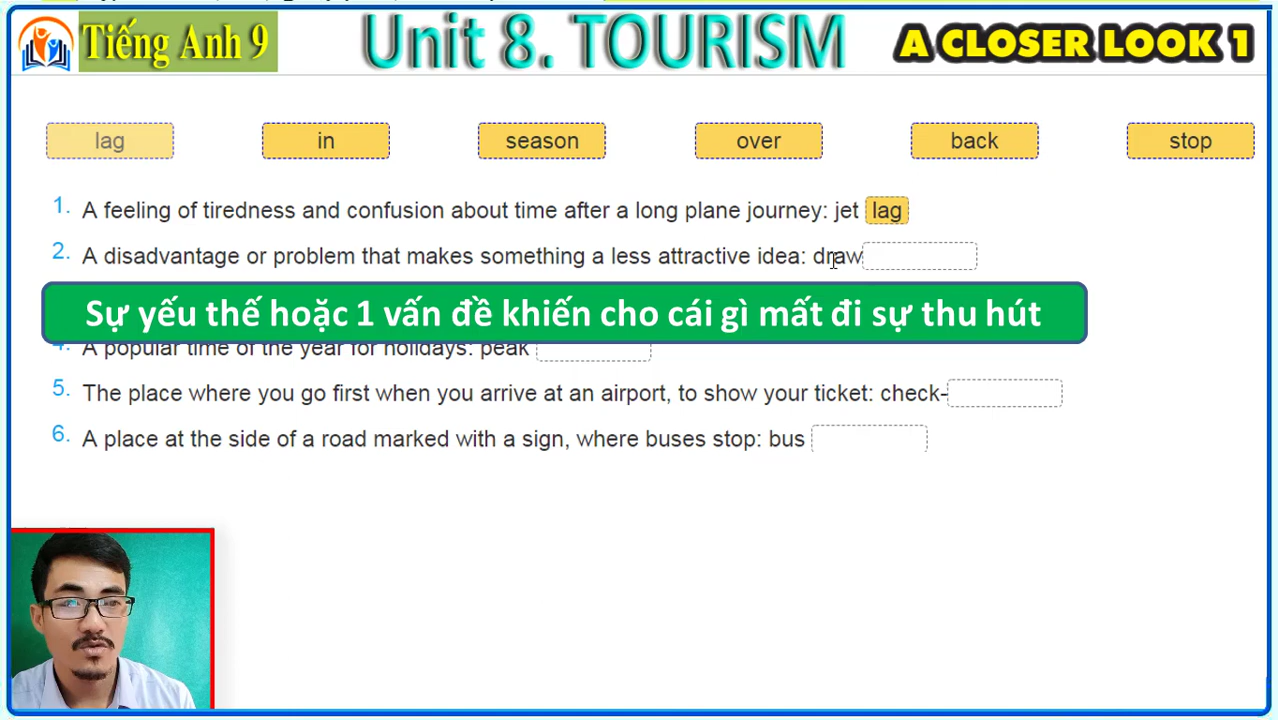 Tiếng Anh 9
Unit 8. TOURISM
A CLOSER LOOK 1
lag in season over back stop
1. A feeling of tiredness and confusion about time after a long plane journey: jet lag
2. A disadvantage or problem that makes something a less attractive idea: draw
Sự yếu thế hoặc 1 vấn đề khiến cho cái gì mất đi sự thu hút
4. A popular time of the year for holidays: peak
5. The place where you go first when you arrive at an airport, to show your ticket: check-
6. A place at the side of a road marked with a sign, where buses stop: bus